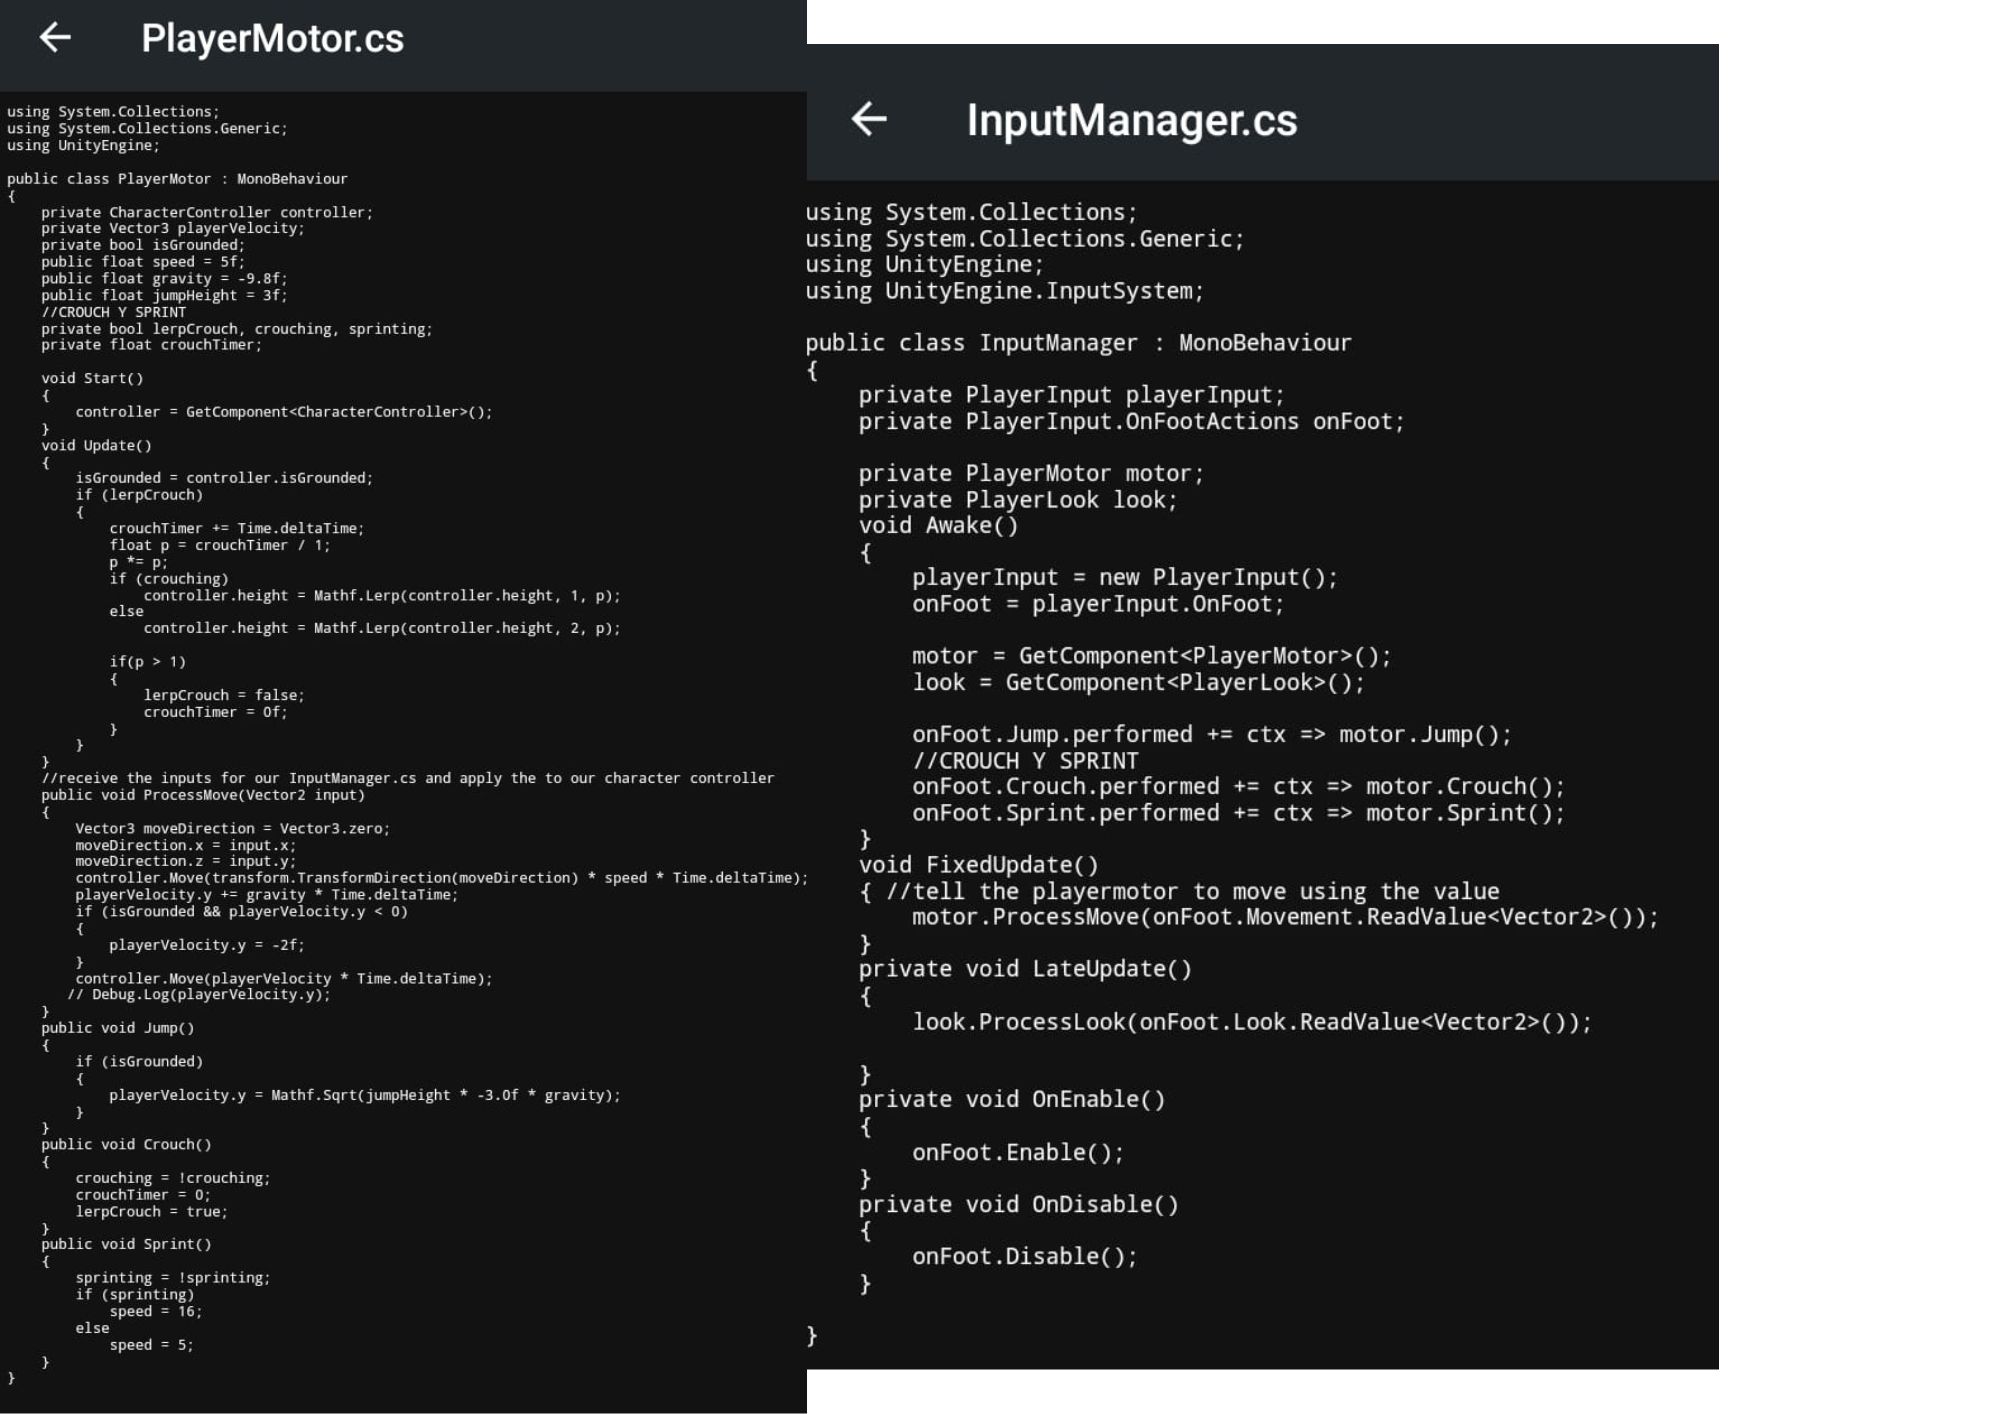 PlayerMotor.cs
using System.Collections;
using System.Collections.Generic;
using UnityEngine;
public class PlayerMotor : MonoBehaviour
{
    private CharacterController controller;
    private Vector3 playerVelocity;
    private bool isGrounded;
    public float speed = 5f;
    public float gravity = -9.8f;
    public float jumpHeight = 3f;
    //CROUCH Y SPRINT
    private bool lerpCrouch, crouching, sprinting;
    private float crouchTimer;
    void Start()
    {
        controller = GetComponent<CharacterController>();
    }
    void Update()
    {
        isGrounded = controller.isGrounded;
        if (lerpCrouch)
        {
            crouchTimer += Time.deltaTime;
            float p = crouchTimer / 1;
            p *= p;
            if (crouching)
                controller.height = Mathf.Lerp(controller.height, 1, p);
            else
                controller.height = Mathf.Lerp(controller.height, 2, p);
            if(p > 1)
            {
                lerpCrouch = false;
                crouchTimer = 0f;
            }
        }
    }
    //receive the inputs for our InputManager.cs and apply the to our character controller
    public void ProcessMove(Vector2 input)
    {
        Vector3 moveDirection = Vector3.zero;
        moveDirection.x = input.x;
        moveDirection.z = input.y;
        controller.Move(transform.TransformDirection(moveDirection) * speed * Time.deltaTime);
        playerVelocity.y += gravity * Time.deltaTime;
        if (isGrounded && playerVelocity.y < 0)
        {
            playerVelocity.y = -2f;
        }
        controller.Move(playerVelocity * Time.deltaTime);
       // Debug.Log(playerVelocity.y);
    }
    public void Jump()
    {
        if (isGrounded)
        {
            playerVelocity.y = Mathf.Sqrt(jumpHeight * -3.0f * gravity);
        }
    }
    public void Crouch()
    {
        crouching = !crouching;
        crouchTimer = 0;
        lerpCrouch = true;
    }
    public void Sprint()
    {
        sprinting = !sprinting;
        if (sprinting)
            speed = 16;
        else
            speed = 5;
    }
}
InputManager.cs
using System.Collections;
using System.Collections.Generic;
using UnityEngine;
using UnityEngine.InputSystem;
public class InputManager : MonoBehaviour
{
    private PlayerInput playerInput;
    private PlayerInput.OnFootActions onFoot;
    private PlayerMotor motor;
    private PlayerLook look;
    void Awake()
    {
        playerInput = new PlayerInput();
        onFoot = playerInput.OnFoot;
        motor = GetComponent<PlayerMotor>();
        look = GetComponent<PlayerLook>();
        onFoot.Jump.performed += ctx => motor.Jump();
        //CROUCH Y SPRINT
        onFoot.Crouch.performed += ctx => motor.Crouch();
        onFoot.Sprint.performed += ctx => motor.Sprint();
    }
    void FixedUpdate()
    { //tell the playermotor to move using the value
        motor.ProcessMove(onFoot.Movement.ReadValue<Vector2>());
    }
    private void LateUpdate()
    {
        look.ProcessLook(onFoot.Look.ReadValue<Vector2>());
    }
    private void OnEnable()
    {
        onFoot.Enable();
    }
    private void OnDisable()
    {
        onFoot.Disable();
    }
}